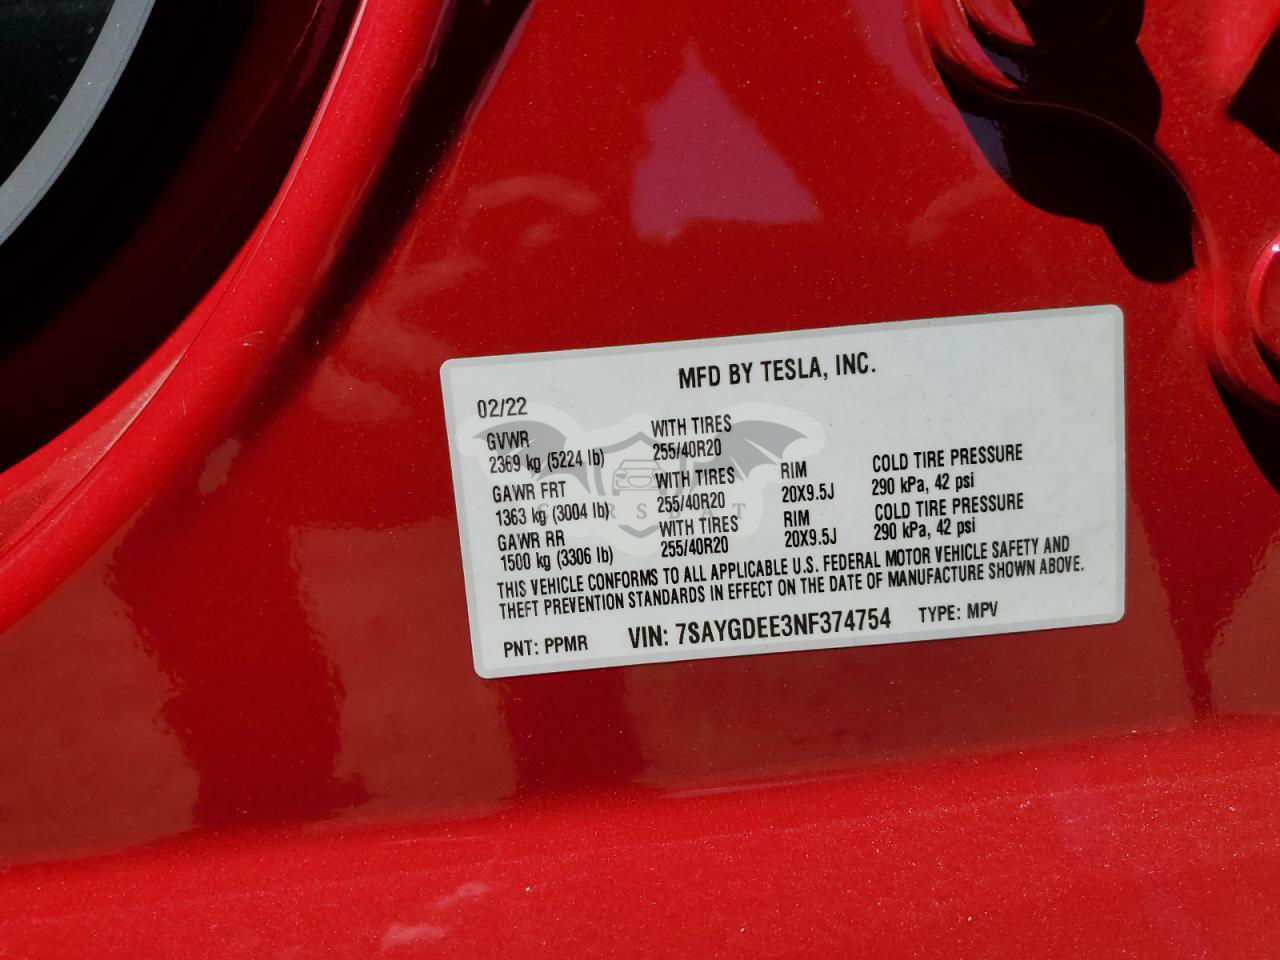 MFD BY TESLA, INC.
02/22
GVWR WITH TIRES
2369 kg (5224 lb) 255/40R20
GAWR FRT WITH TIRES RIM COLD TIRE PRESSURE
1363 kg (3004 lb) 255/40R20 20X9.5J 290 kPa, 42 psi
GAWR RR WITH TIRES RIM COLD TIRE PRESSURE
1500 kg (3306 lb) 255/40R20 20X9.5J 290 kPa, 42 psi
THIS VEHICLE CONFORMS TO ALL APPLICABLE U.S. FEDERAL MOTOR VEHICLE SAFETY AND
THEFT PREVENTION STANDARDS IN EFFECT ON THE DATE OF MANUFACTURE SHOWN ABOVE.
PNT: PPMR VIN: 7SAYGDEE3NF374754 TYPE: MPV